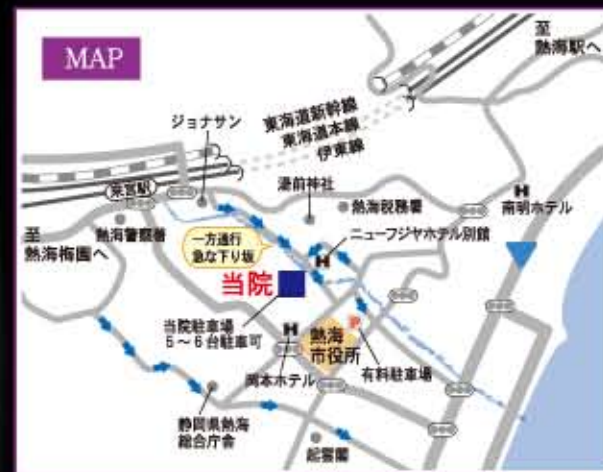 MAP
至
熱海駅へ
ジョナサン
東海道新幹線
東海道本線
伊東線
来宮駅
湯前神社
熱海税務署
南明ホテル
熱海警察署
至
熱海梅園へ
一方通行
急な下り坂
ニューフジヤホテル別館
当院
当院駐車場
5～6台駐車可
熱海
市役所
P
有料駐車場
岡本ホテル
静岡県熱海
総合庁舎
起雲閣